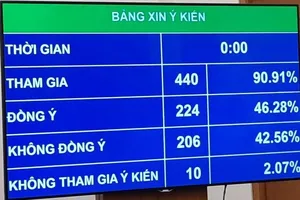 BẢNG XIN Ý KIẾN
THỜI GIAN 0:00
THAM GIA 440 90.91%
ĐỒNG Ý 224 46.28%
KHÔNG ĐỒNG Ý 206 42.56%
KHÔNG THAM GIA Ý KIẾN 10 2.07%